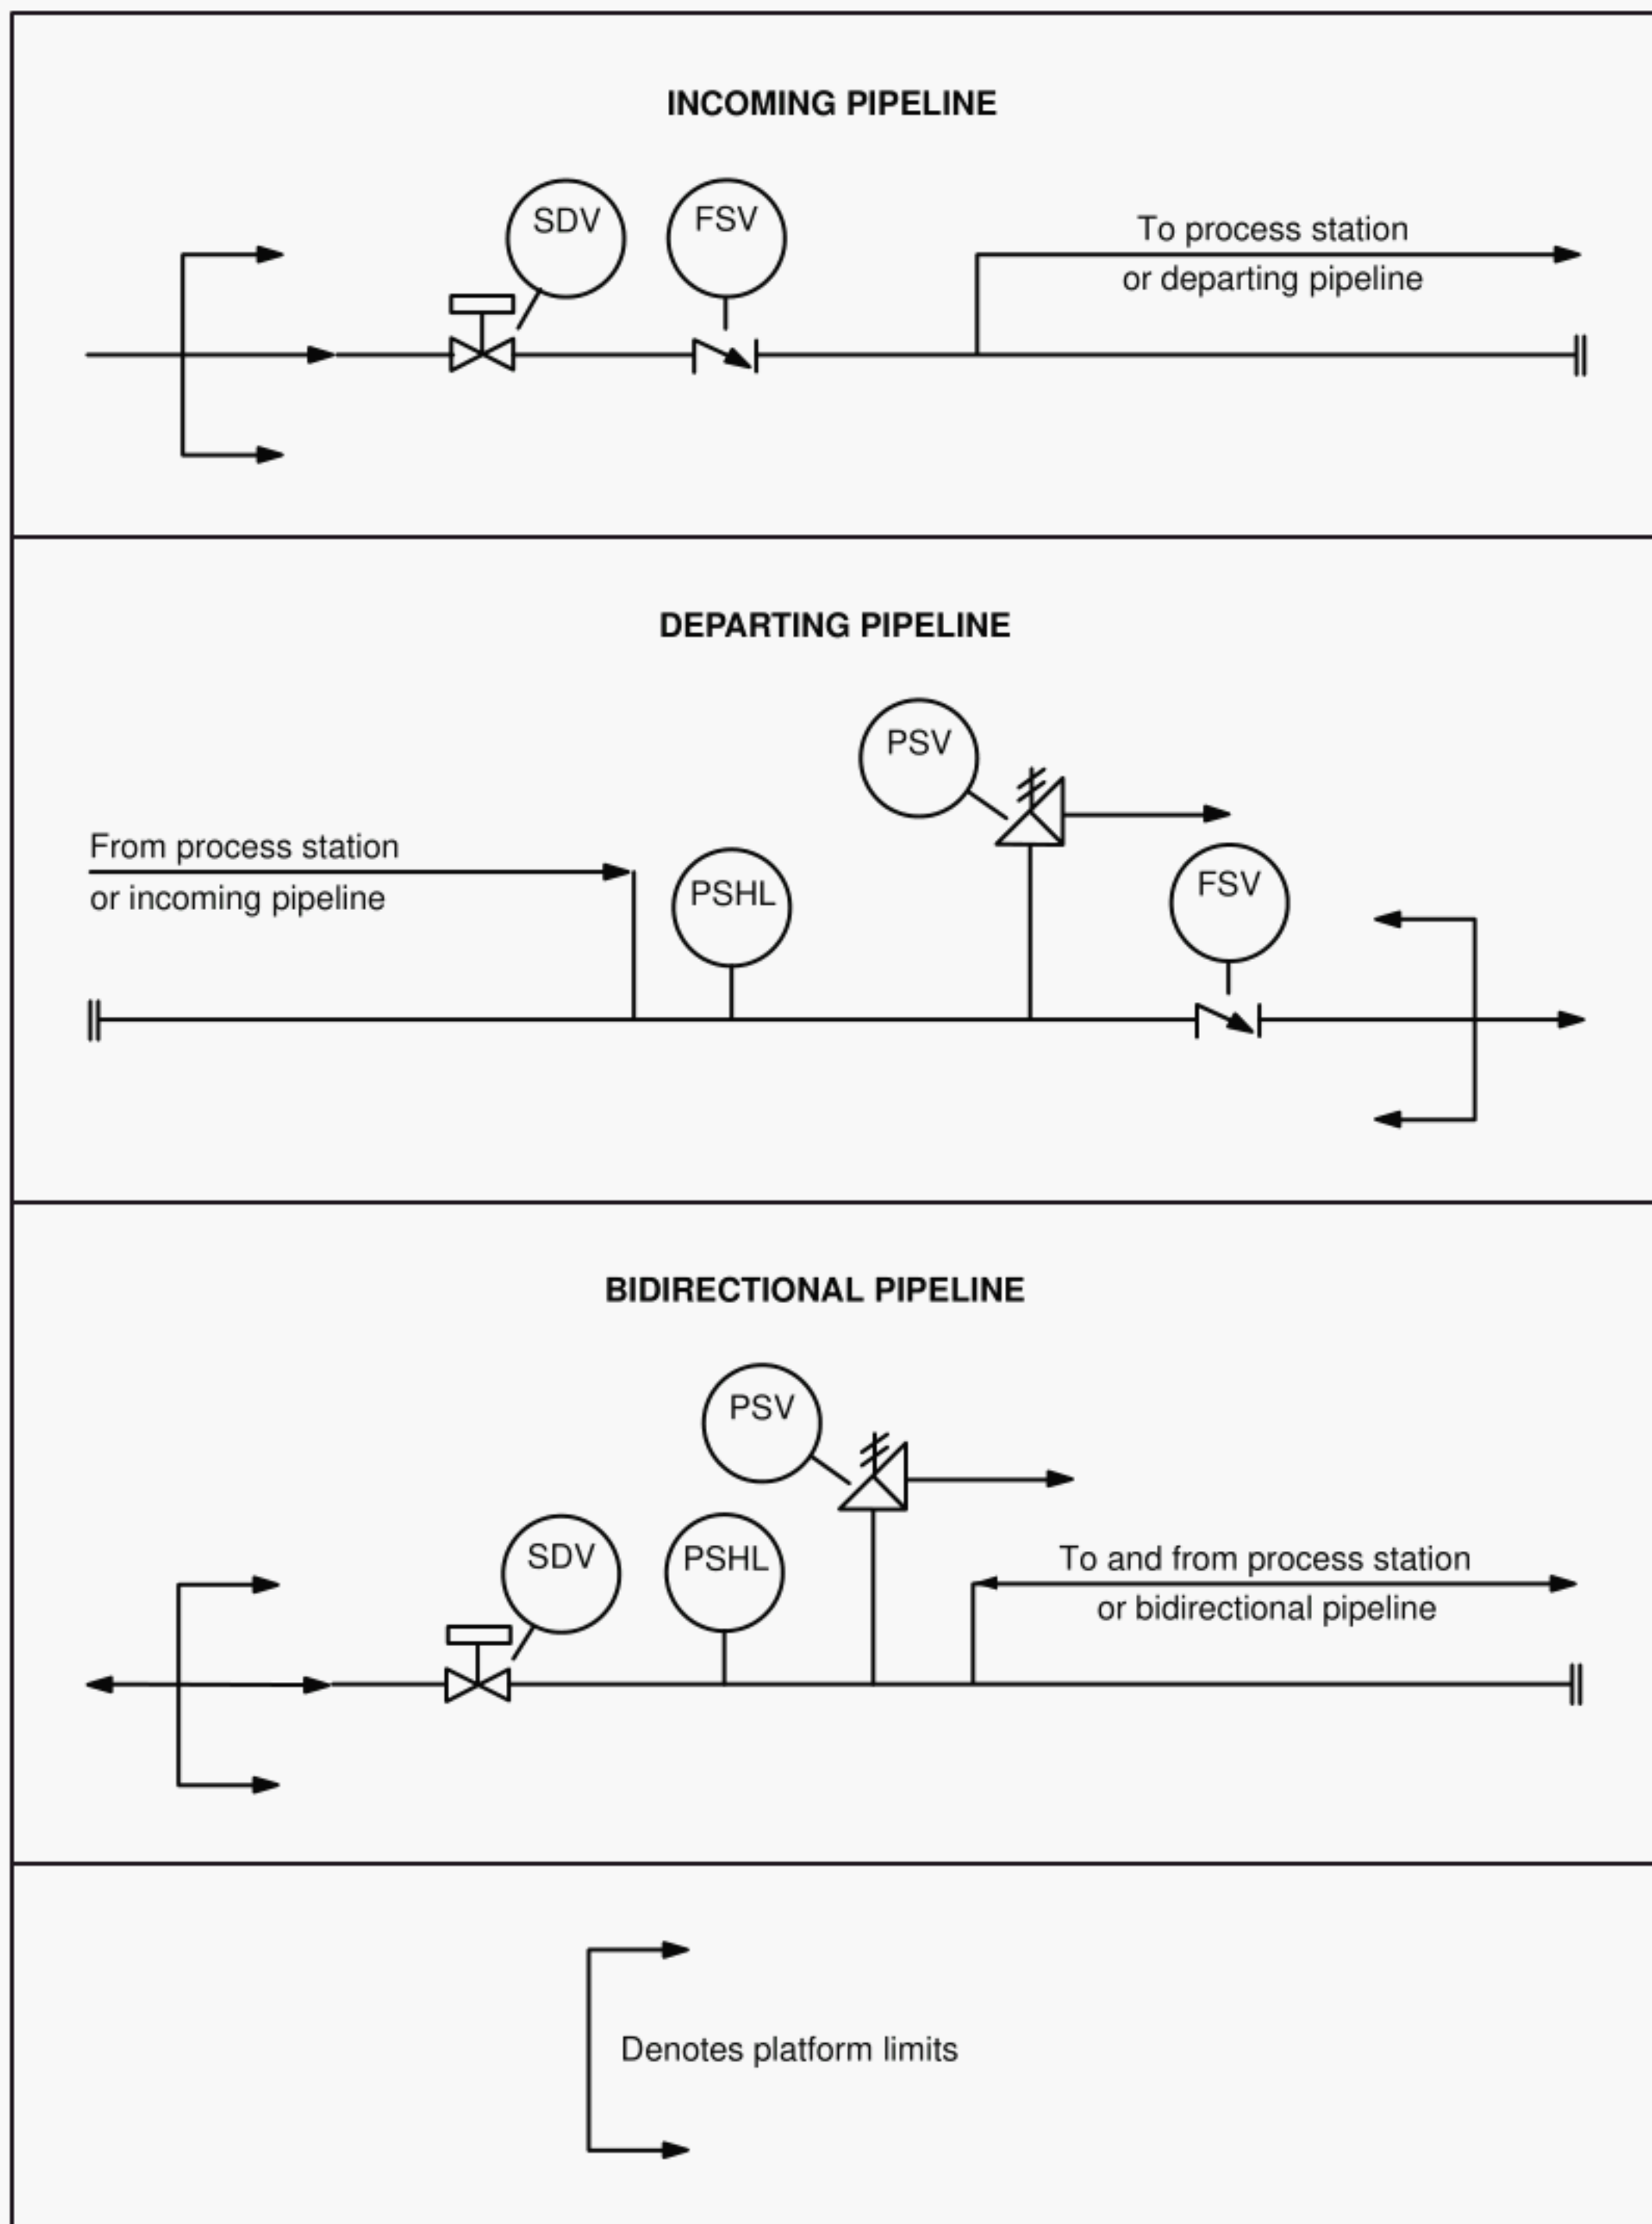 INCOMING PIPELINE
SDV
FSV
To process station
or departing pipeline
DEPARTING PIPELINE
PSV
From process station
or incoming pipeline
PSHL
FSV
BIDIRECTIONAL PIPELINE
PSV
SDV
PSHL
To and from process station
or bidirectional pipeline
Denotes platform limits